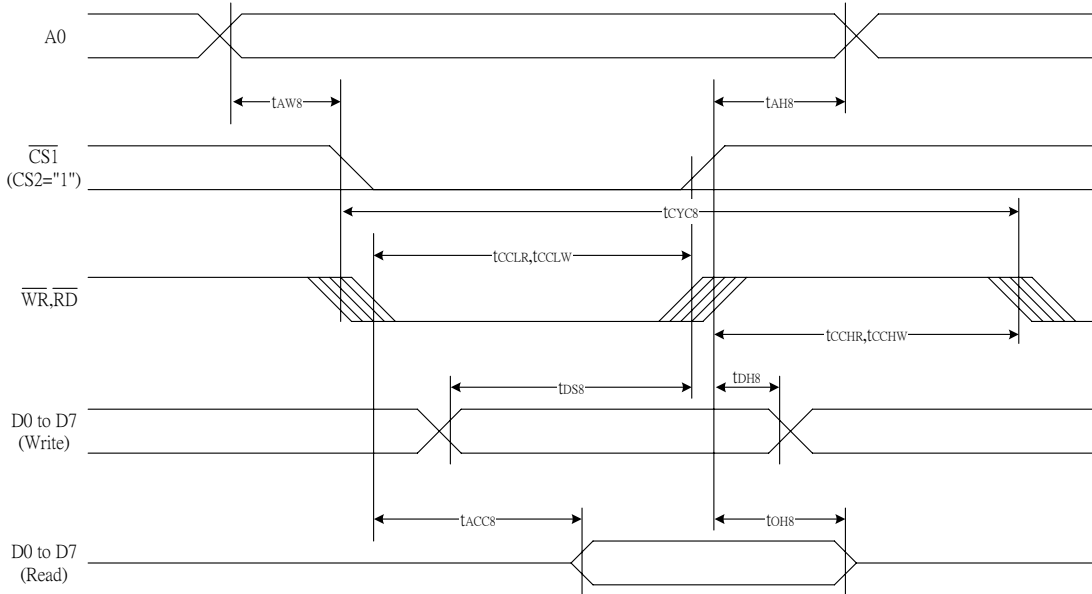 A0
tAW8
tAH8
CS1
(CS2="1")
tCYC8
tCCLR,tCCLW
WR,RD
tCCHR,tCCHW
tDS8
tDH8
D0 to D7
(Write)
tACC8
tOH8
D0 to D7
(Read)